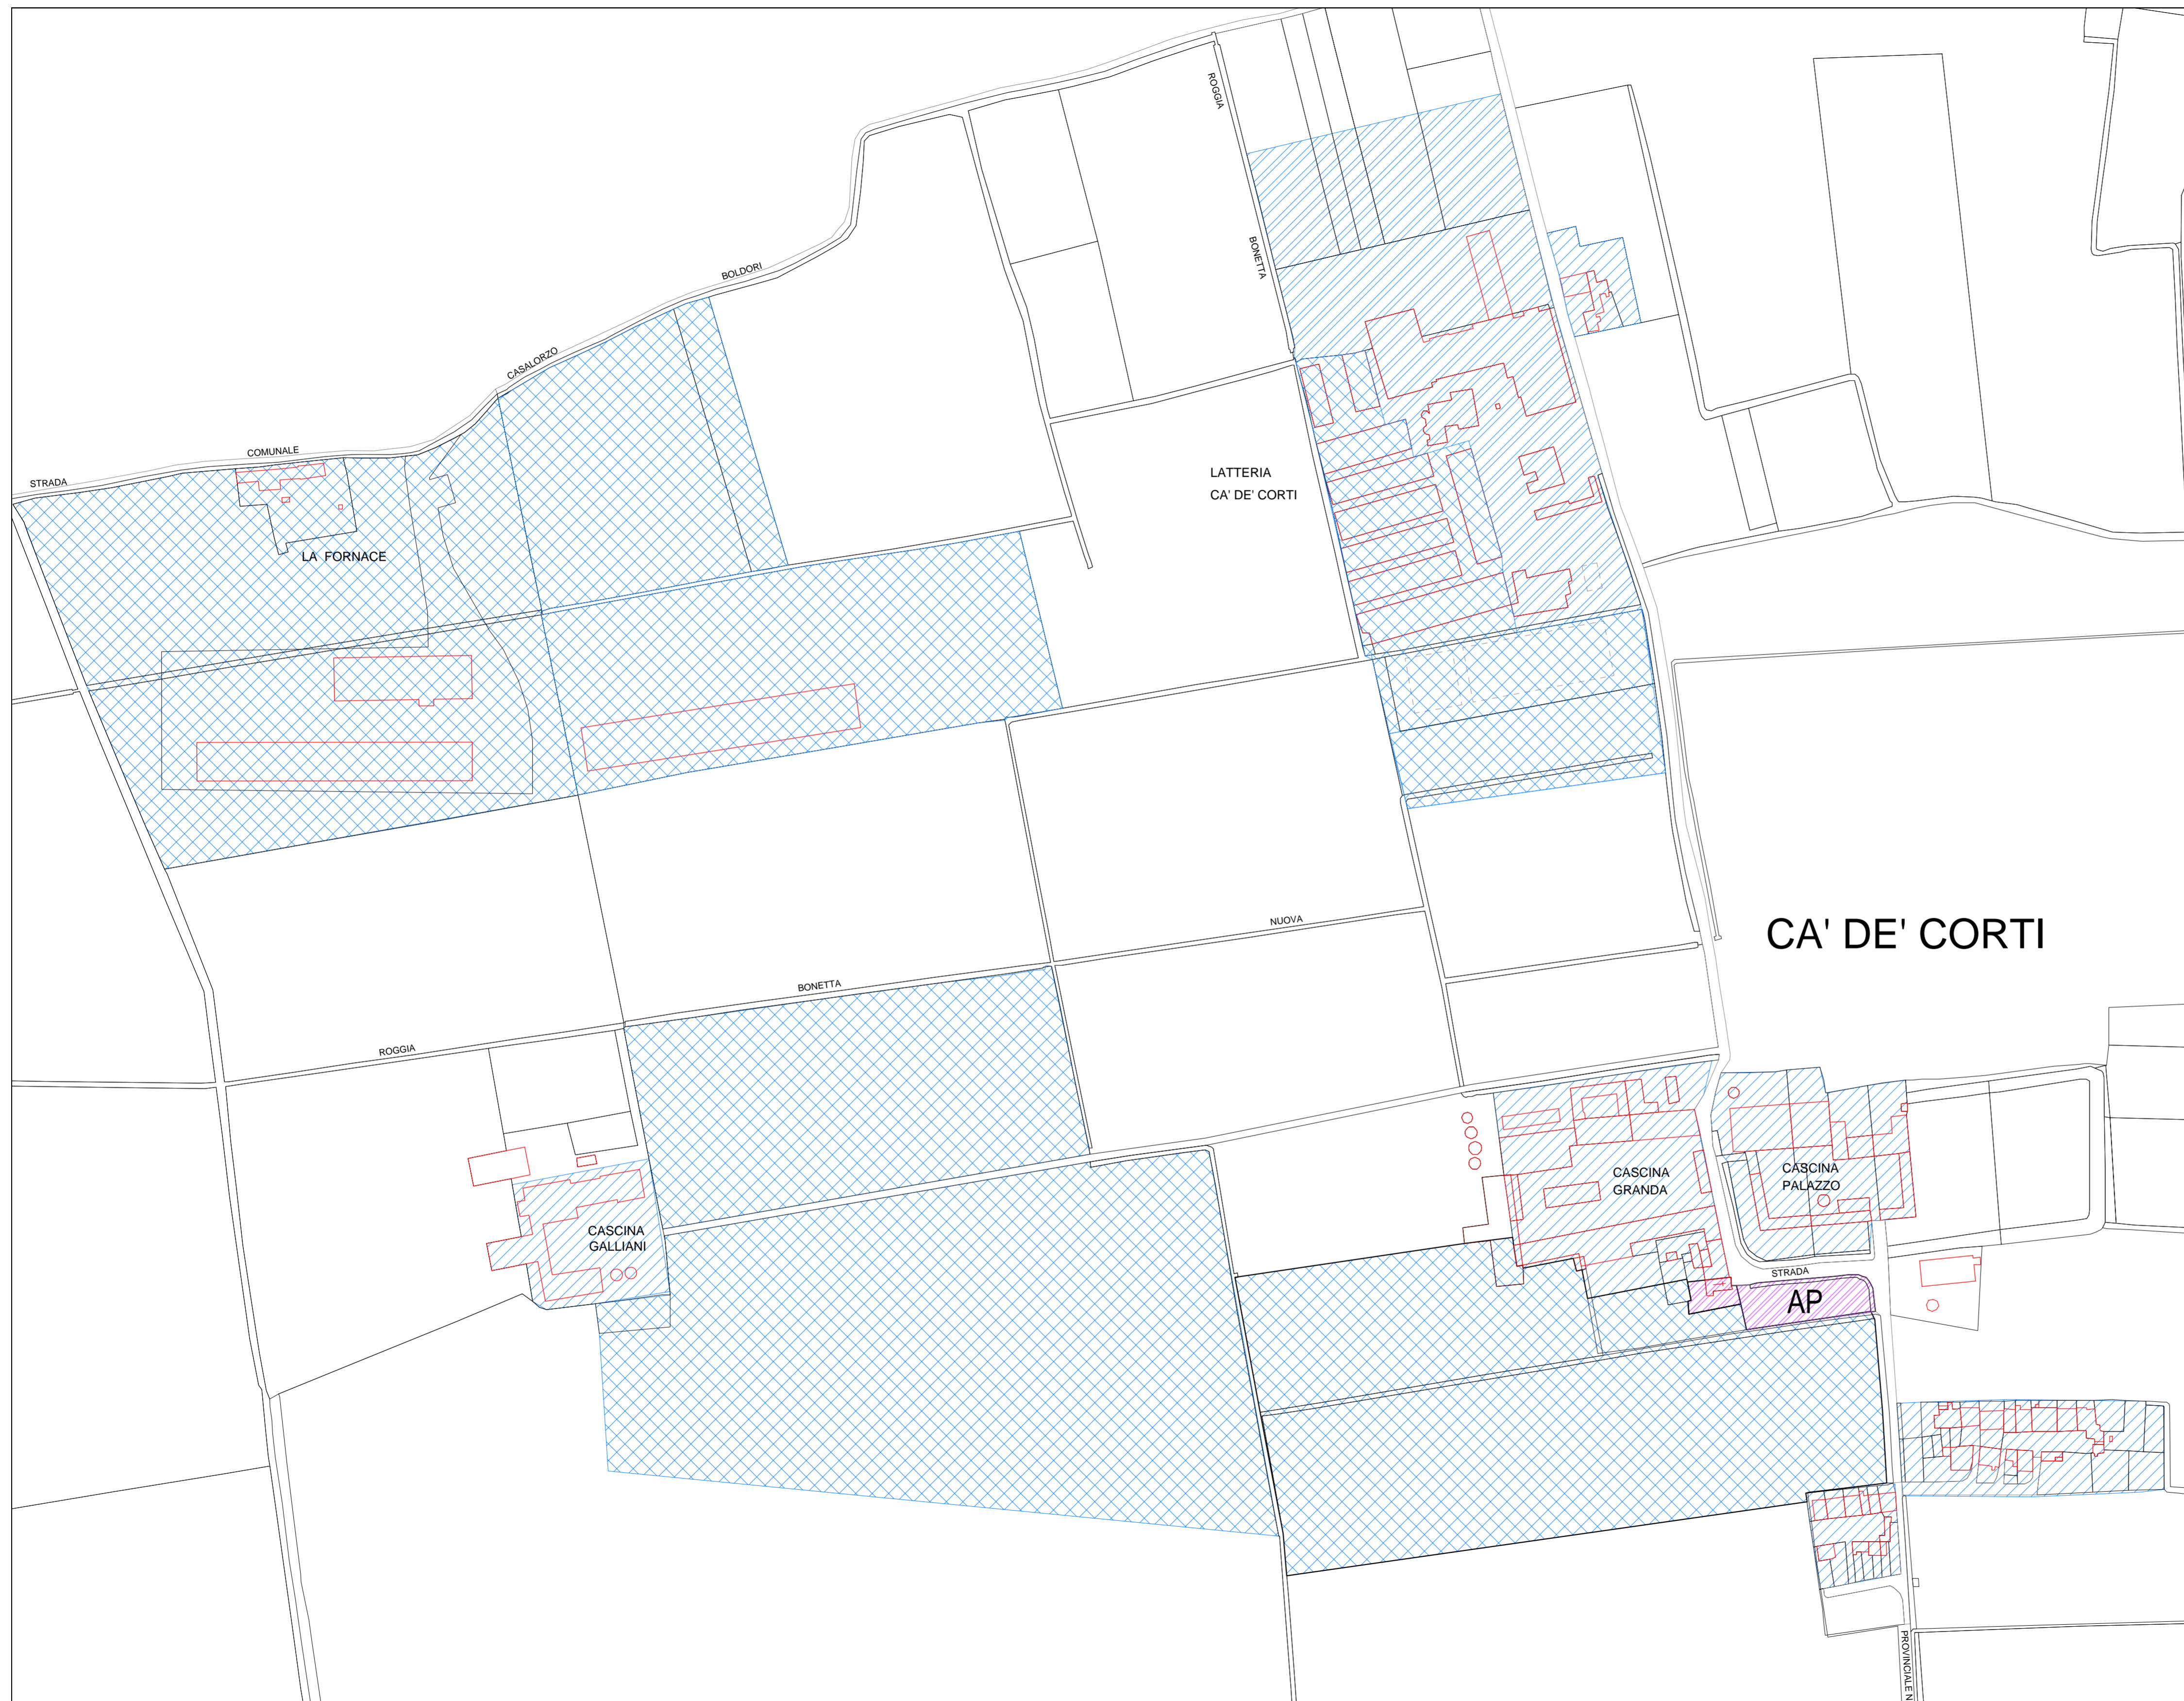 ROGGIA
BONETTA
BOLDORI
CASALORZO
COMUNALE
STRADA
LA FORNACE
LATTERIA
CA' DE' CORTI
CA' DE' CORTI
NUOVA
BONETTA
ROGGIA
CASCINA
GALLIANI
CASCINA
GRANDA
CASCINA
PALAZZO
STRADA
AP
PROVINCIALE N